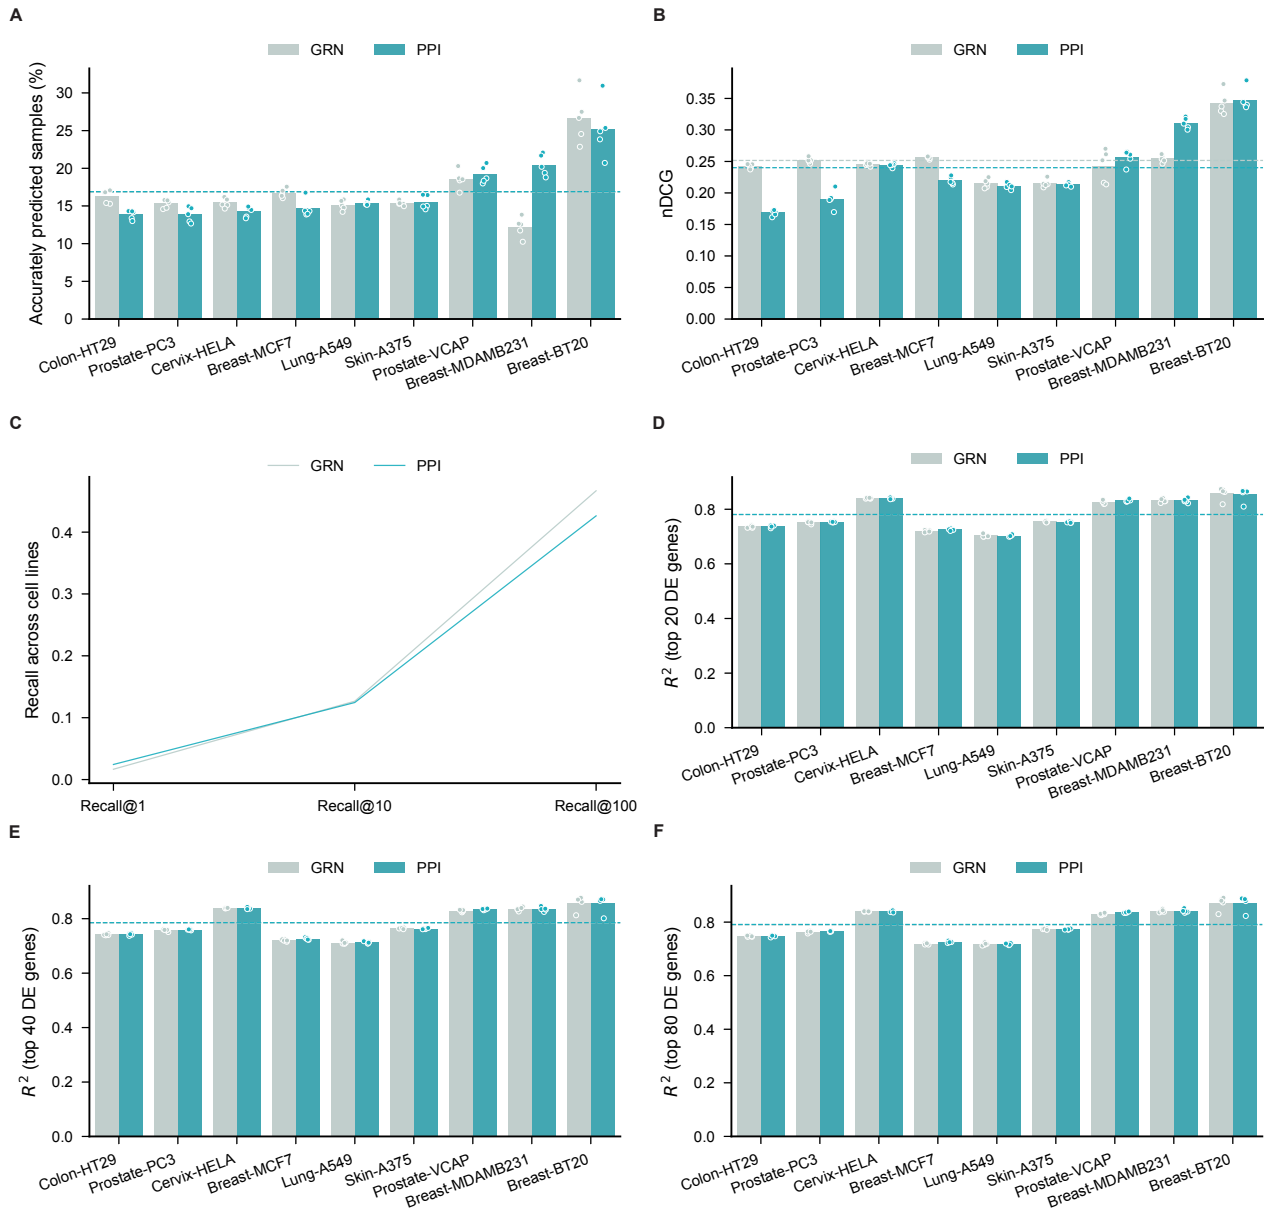 A
GRN PPI
Accurately predicted samples (%)
30
25
20
15
10
5
0
Colon-HT29
Prostate-PC3
Cervix-HELA
Breast-MCF7
Lung-A549
Skin-A375
Prostate-VCAP
Breast-MDAMB231
Breast-BT20
B
GRN PPI
nDCG
0.35
0.30
0.25
0.20
0.15
0.10
0.05
0.00
Colon-HT29
Prostate-PC3
Cervix-HELA
Breast-MCF7
Lung-A549
Skin-A375
Prostate-VCAP
Breast-MDAMB231
Breast-BT20
C
GRN PPI
Recall across cell lines
0.4
0.3
0.2
0.1
0.0
Recall@1
Recall@10
Recall@100
D
GRN PPI
R² (top 20 DE genes)
0.8
0.6
0.4
0.2
0.0
Colon-HT29
Prostate-PC3
Cervix-HELA
Breast-MCF7
Lung-A549
Skin-A375
Prostate-VCAP
Breast-MDAMB231
Breast-BT20
E
GRN PPI
R² (top 40 DE genes)
0.8
0.6
0.4
0.2
0.0
Colon-HT29
Prostate-PC3
Cervix-HELA
Breast-MCF7
Lung-A549
Skin-A375
Prostate-VCAP
Breast-MDAMB231
Breast-BT20
F
GRN PPI
R² (top 80 DE genes)
0.8
0.6
0.4
0.2
0.0
Colon-HT29
Prostate-PC3
Cervix-HELA
Breast-MCF7
Lung-A549
Skin-A375
Prostate-VCAP
Breast-MDAMB231
Breast-BT20